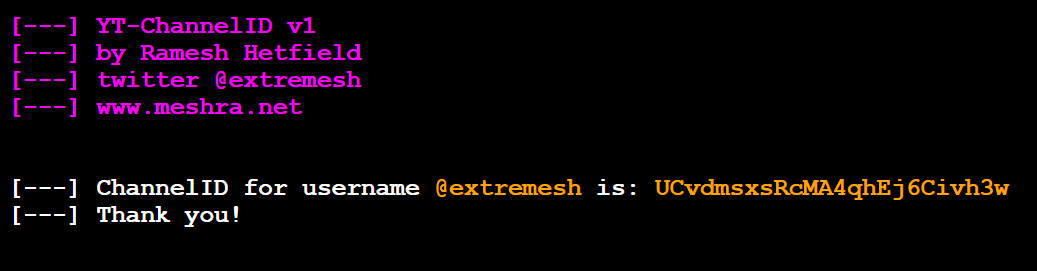 [---] YT-ChannelID v1
[---] by Ramesh Hetfield
[---] twitter @extremesh
[---] www.meshra.net
[---] ChannelID for username @extremesh is: UCvdmsxsRcMA4qhEj6Civh3w
[---] Thank you!